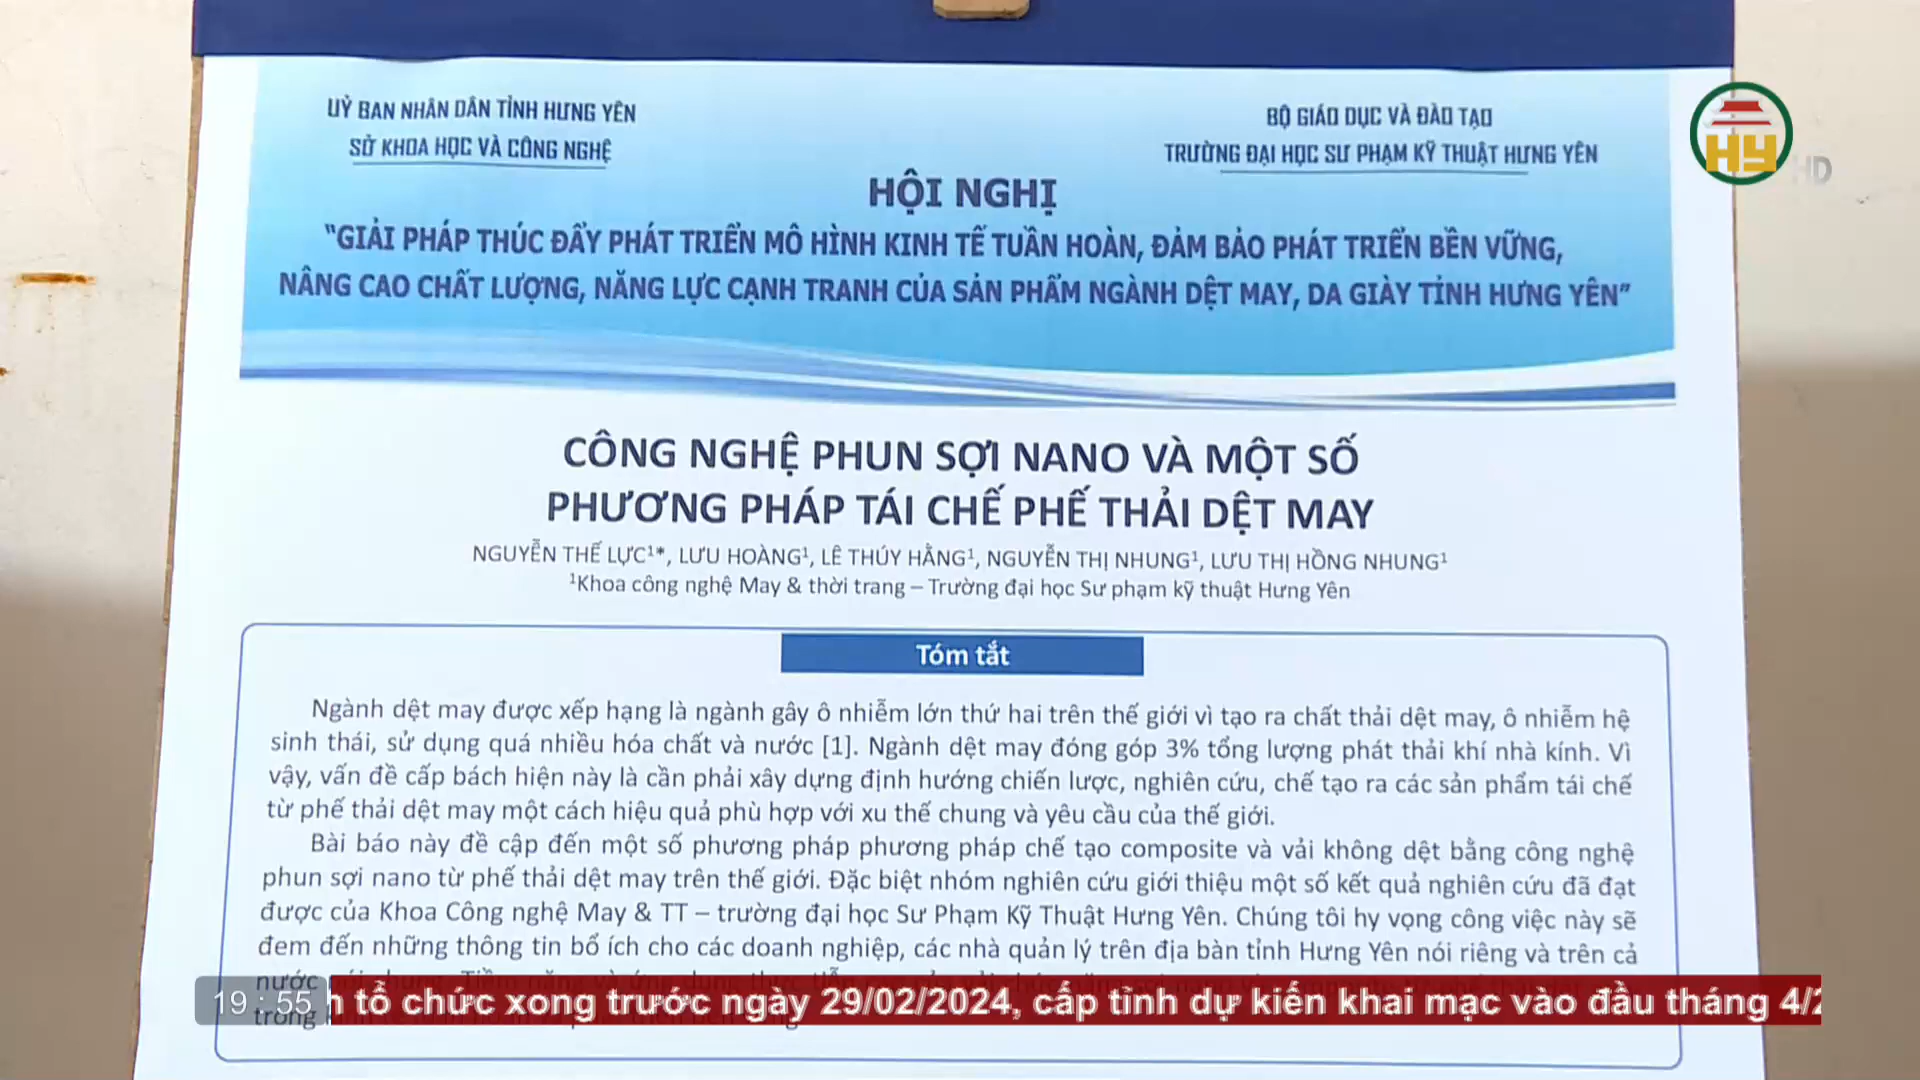 UỶ BAN NHÂN DÂN TỈNH HƯNG YÊN
SỞ KHOA HỌC VÀ CÔNG NGHỆ
BỘ GIÁO DỤC VÀ ĐÀO TẠO
TRƯỜNG ĐẠI HỌC SƯ PHẠM KỸ THUẬT HƯNG YÊN
HY
HD
HỘI NGHỊ
"GIẢI PHÁP THÚC ĐẨY PHÁT TRIỂN MÔ HÌNH KINH TẾ TUẦN HOÀN, ĐẢM BẢO PHÁT TRIỂN BỀN VỮNG,
NÂNG CAO CHẤT LƯỢNG, NĂNG LỰC CẠNH TRANH CỦA SẢN PHẨM NGÀNH DỆT MAY, DA GIÀY TỈNH HƯNG YÊN"
CÔNG NGHỆ PHUN SỢI NANO VÀ MỘT SỐ
PHƯƠNG PHÁP TÁI CHẾ PHẾ THẢI DỆT MAY
NGUYỄN THẾ LỰC¹*, LƯU HOÀNG¹, LÊ THÚY HẰNG¹, NGUYỄN THỊ NHUNG¹, LƯU THỊ HỒNG NHUNG¹
¹Khoa công nghệ May & thời trang – Trường đại học Sư phạm kỹ thuật Hưng Yên
Tóm tắt
Ngành dệt may được xếp hạng là ngành gây ô nhiễm lớn thứ hai trên thế giới vì tạo ra chất thải dệt may, ô nhiễm hệ
sinh thái, sử dụng quá nhiều hóa chất và nước [1]. Ngành dệt may đóng góp 3% tổng lượng phát thải khí nhà kính. Vì
vậy, vấn đề cấp bách hiện này là cần phải xây dựng định hướng chiến lược, nghiên cứu, chế tạo ra các sản phẩm tái chế
từ phế thải dệt may một cách hiệu quả phù hợp với xu thế chung và yêu cầu của thế giới.
Bài báo này đề cập đến một số phương pháp phương pháp chế tạo composite và vải không dệt bằng công nghệ
phun sợi nano từ phế thải dệt may trên thế giới. Đặc biệt nhóm nghiên cứu giới thiệu một số kết quả nghiên cứu đã đạt
được của Khoa Công nghệ May & TT – trường đại học Sư Phạm Kỹ Thuật Hưng Yên. Chúng tôi hy vọng công việc này sẽ
đem đến những thông tin bổ ích cho các doanh nghiệp, các nhà quản lý trên địa bàn tỉnh Hưng Yên nói riêng và trên cả
nước
19 : 55 h tổ chức xong trước ngày 29/02/2024, cấp tỉnh dự kiến khai mạc vào đầu tháng 4/2
trong